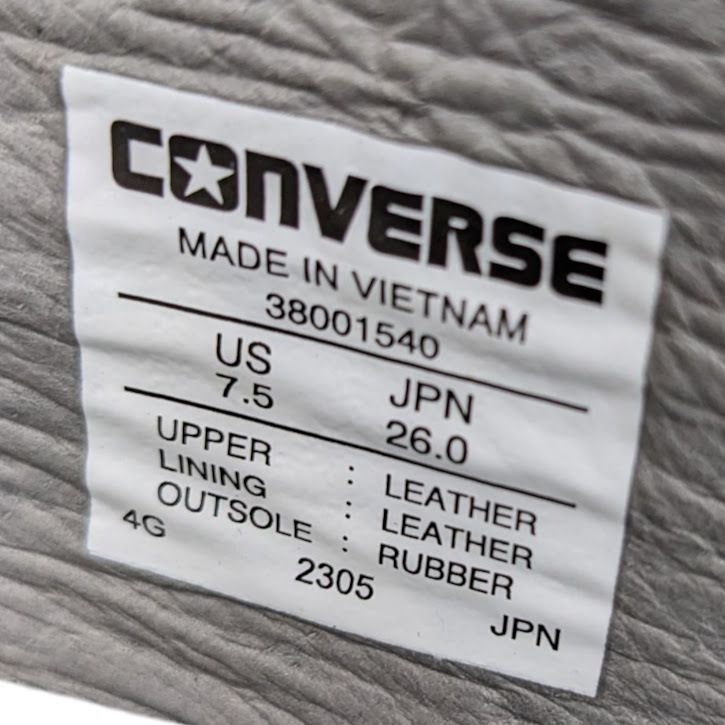 CONVERSE
MADE IN VIETNAM
38001540
US JPN
7.5 26.0
UPPER : LEATHER
LINING : LEATHER
OUTSOLE : RUBBER
4G 2305 JPN